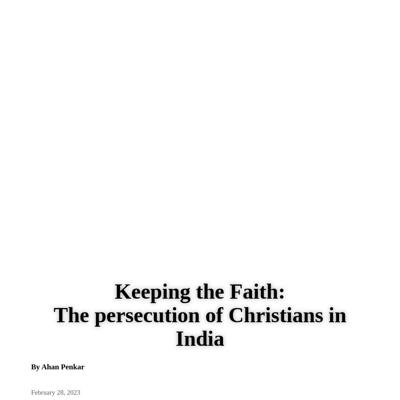 Keeping the Faith:
The persecution of Christians in
India
By Ahan Penkar
February 28, 2023